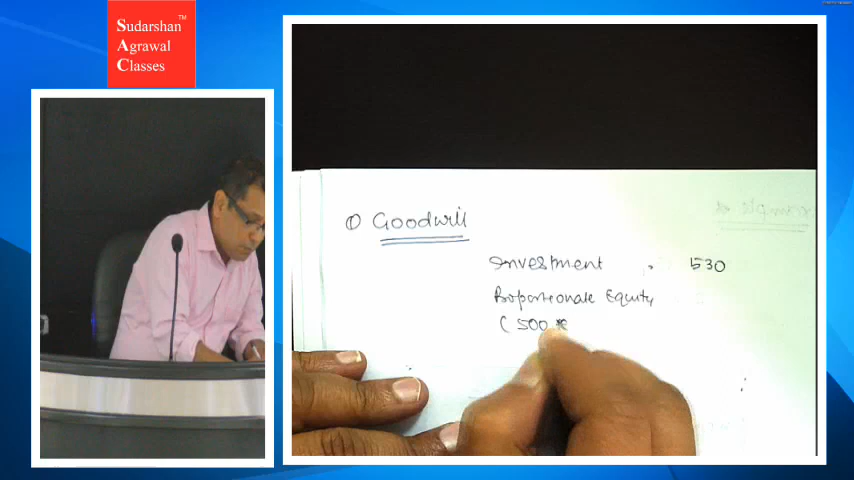 Sudarshan™
Agrawal
Classes
① Goodwill
Investment : 530
Proportionate Equity
( 500 ×